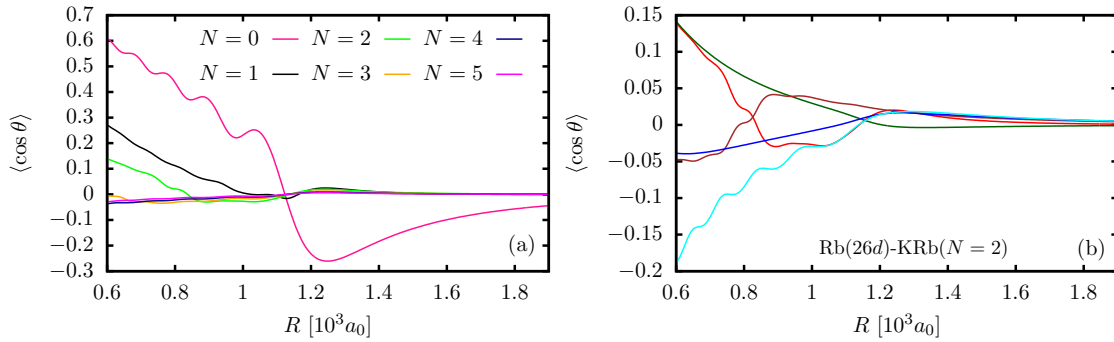 0.7
0.6
0.5
0.4
0.3
0.2
0.1
0
−0.1
−0.2
−0.3
⟨cos θ⟩
N = 0 N = 2 N = 4
N = 1 N = 3 N = 5
(a)
0.6 0.8 1 1.2 1.4 1.6 1.8
R [10³a₀]
0.15
0.1
0.05
0
−0.05
−0.1
−0.15
−0.2
⟨cos θ⟩
Rb(26d)-KRb(N = 2) (b)
0.6 0.8 1 1.2 1.4 1.6 1.8
R [10³a₀]